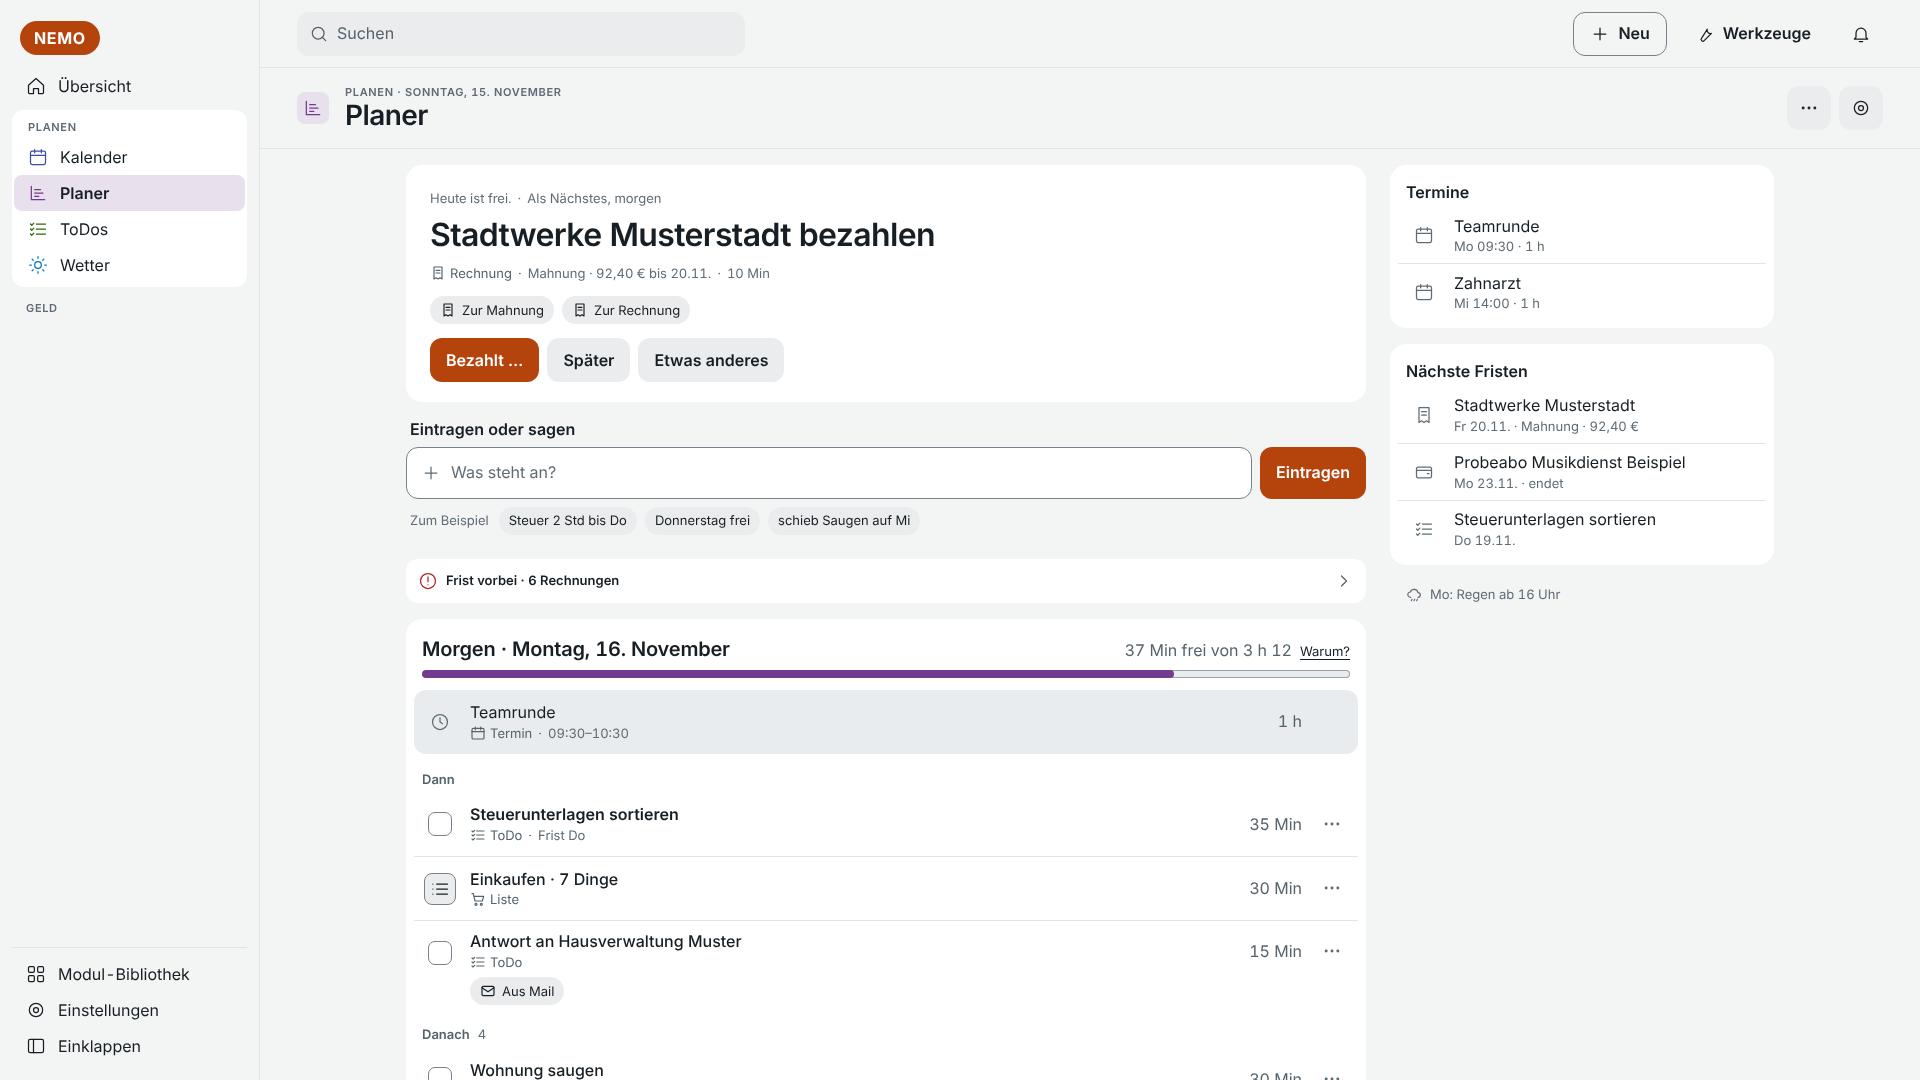 NEMO
Übersicht
PLANEN
Kalender
Planer
ToDos
Wetter
GELD
Modul-Bibliothek
Einstellungen
Einklappen
Suchen
Neu
Werkzeuge
PLANEN · SONNTAG, 15. NOVEMBER
Planer
Heute ist frei. · Als Nächstes, morgen
Stadtwerke Musterstadt bezahlen
Rechnung · Mahnung · 92,40 € bis 20.11. · 10 Min
Zur Mahnung
Zur Rechnung
Bezahlt ...
Später
Etwas anderes
Eintragen oder sagen
Was steht an?
Eintragen
Zum Beispiel
Steuer 2 Std bis Do
Donnerstag frei
schieb Saugen auf Mi
Frist vorbei · 6 Rechnungen
Morgen · Montag, 16. November
37 Min frei von 3 h 12 Warum?
Teamrunde
Termin · 09:30–10:30
1 h
Dann
Steuerunterlagen sortieren
ToDo · Frist Do
35 Min
Einkaufen · 7 Dinge
Liste
30 Min
Antwort an Hausverwaltung Muster
ToDo
15 Min
Aus Mail
Danach 4
Wohnung saugen
30 Min
Termine
Teamrunde
Mo 09:30 · 1 h
Zahnarzt
Mi 14:00 · 1 h
Nächste Fristen
Stadtwerke Musterstadt
Fr 20.11. · Mahnung · 92,40 €
Probeabo Musikdienst Beispiel
Mo 23.11. · endet
Steuerunterlagen sortieren
Do 19.11.
Mo: Regen ab 16 Uhr